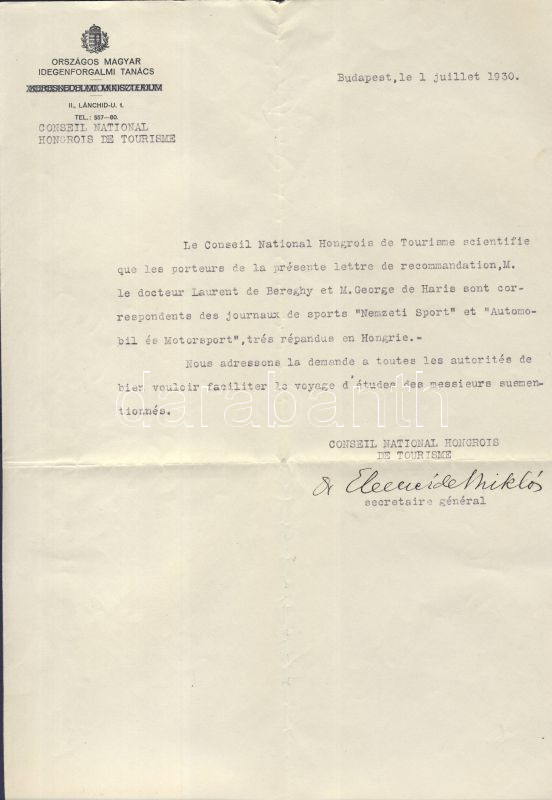 ORSZÁGOS MAGYAR
IDEGENFORGALMI TANÁCS
KERESKEDELMI MINISZTERIUM
II., LÁNCHID-U. 1.
TEL.: 557—80.
CONSEIL NATIONAL
HONGROIS DE TOURISME
Budapest,le 1 juillet 1930.
Le Conseil National Hongrois de Tourisme scientifie
que les porteurs de la présente lettre de recommandation,M.
le docteur Laurent de Bereghy et M.George de Haris sont cor-
respondents des journaux de sports "Nemzeti Sport" et "Automo-
bil és Motorsport",trés répandus en Hongrie.-
Nous adressons la demande a toutes les autorités de
bien vouloir faciliter le voyage d'études des messieurs susmen-
tionnés.
darabanth
CONSEIL NATIONAL HONGROIS
DE TOURISME
Miklós
secretaire général